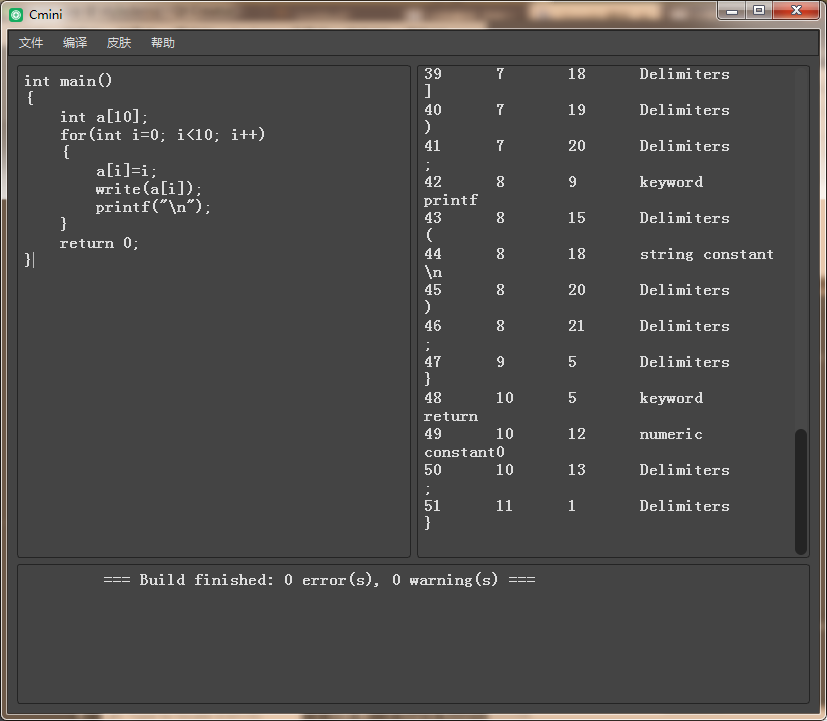 Cmini
文件 编译 皮肤 帮助
int main()
{
    int a[10];
    for(int i=0; i<10; i++)
    {
        a[i]=i;
        write(a[i]);
        printf("\n");
    }
    return 0;
}
39 7 18 Delimiters
]
40 7 19 Delimiters
)
41 7 20 Delimiters
;
42 8 9 keyword
printf
43 8 15 Delimiters
(
44 8 18 string constant
\n
45 8 20 Delimiters
)
46 8 21 Delimiters
;
47 9 5 Delimiters
}
48 10 5 keyword
return
49 10 12 numeric
constant0
50 10 13 Delimiters
;
51 11 1 Delimiters
}
=== Build finished: 0 error(s), 0 warning(s) ===